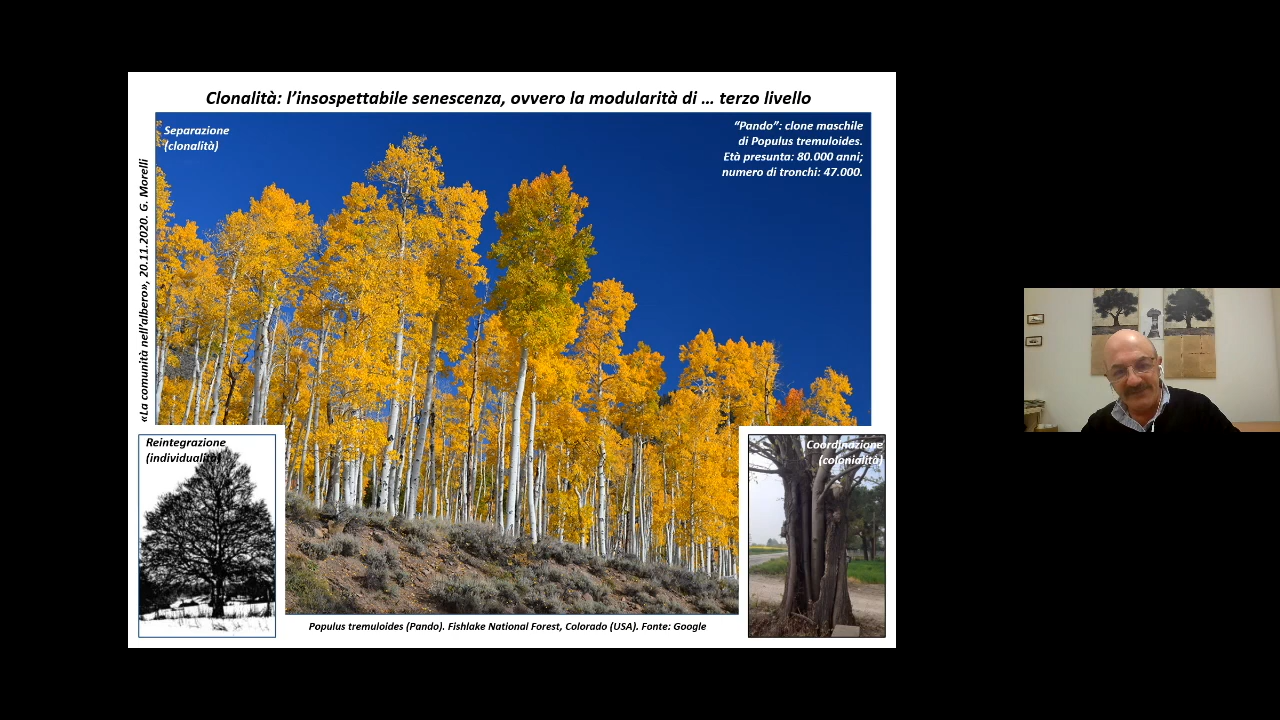 Clonalità: l’insospettabile senescenza, ovvero la modularità di … terzo livello
Separazione
(clonalità)
“Pando”: clone maschile
di Populus tremuloides.
Età presunta: 80.000 anni;
numero di tronchi: 47.000.
«La comunità nell’albero», 20.11.2020. G. Morelli
Reintegrazione
(individualità)
Coordinazione
(colonialità)
Populus tremuloides (Pando). Fishlake National Forest, Colorado (USA). Fonte: Google